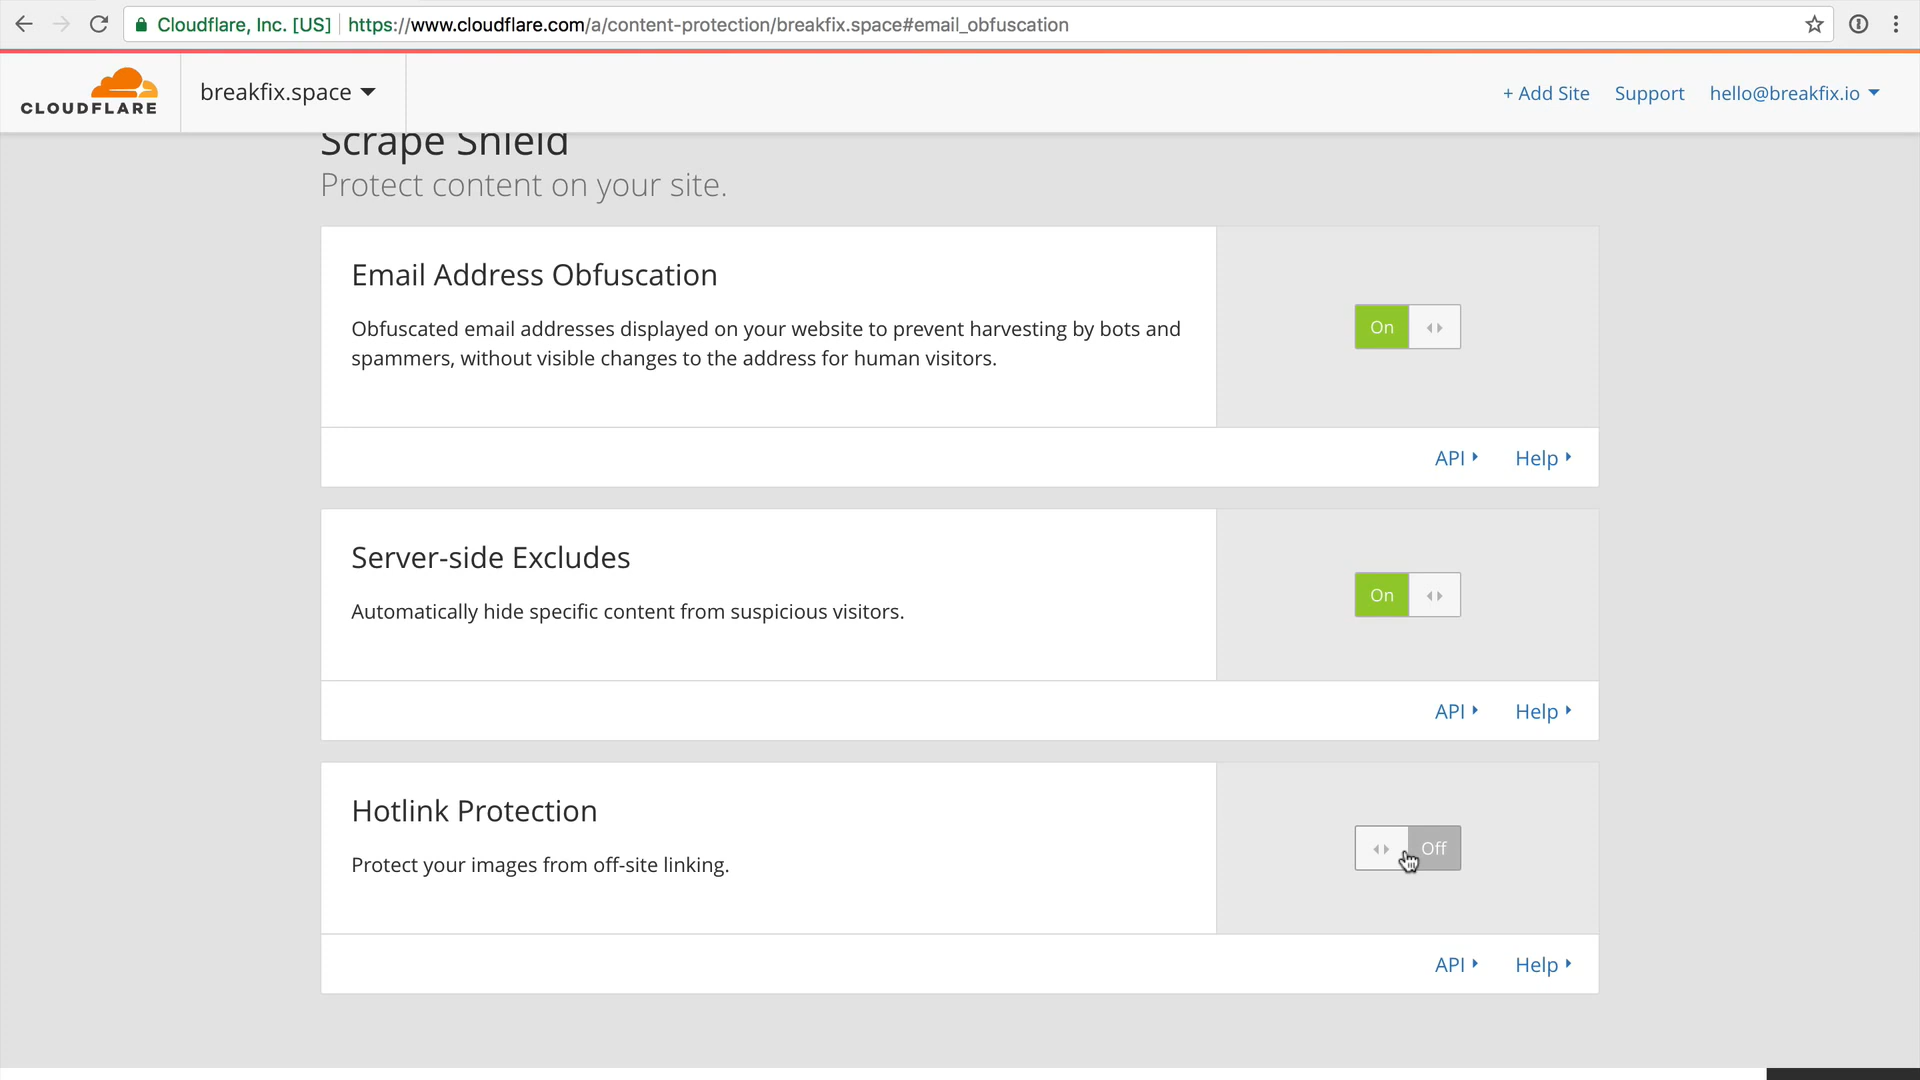 Cloudflare, Inc. [US] https://www.cloudflare.com/a/content-protection/breakfix.space#email_obfuscation
CLOUDFLARE
breakfix.space
+ Add Site
Support
hello@breakfix.io
Scrape Shield
Protect content on your site.
Email Address Obfuscation
Obfuscated email addresses displayed on your website to prevent harvesting by bots and
spammers, without visible changes to the address for human visitors.
On
API
Help
Server-side Excludes
Automatically hide specific content from suspicious visitors.
On
API
Help
Hotlink Protection
Protect your images from off-site linking.
Off
API
Help